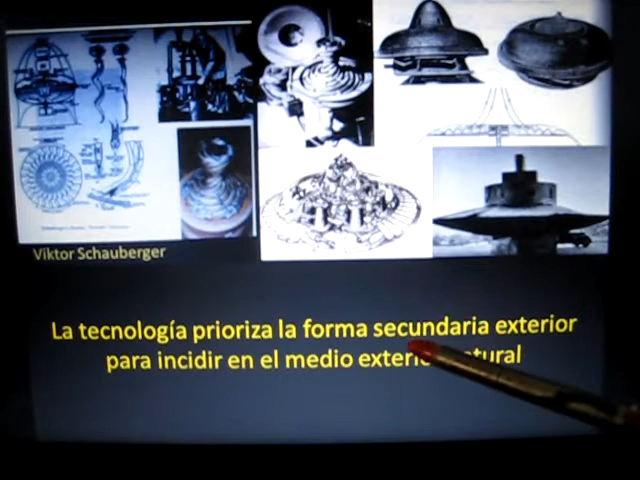 Viktor Schauberger
La tecnología prioriza la forma secundaria exterior
para incidir en el medio